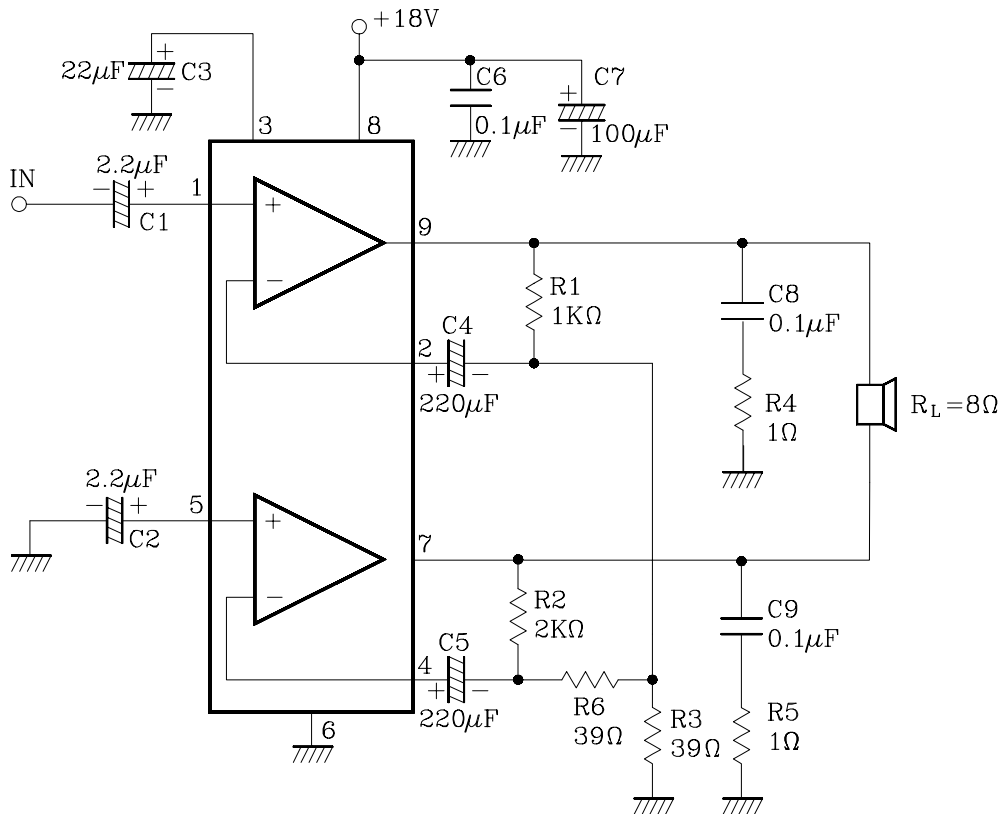 +18V
+
22µF
C3
−
C6
0.1µF
C7
+
−
100µF
3
8
2.2µF
IN
− +
1
C1
+
−
9
R1
1KΩ
C8
0.1µF
C4
2
+ −
220µF
R4
1Ω
RL=8Ω
2.2µF
− +
5
C2
+
−
7
R2
2KΩ
C9
0.1µF
C5
4
+ −
220µF
R6
39Ω
R3
39Ω
R5
1Ω
6